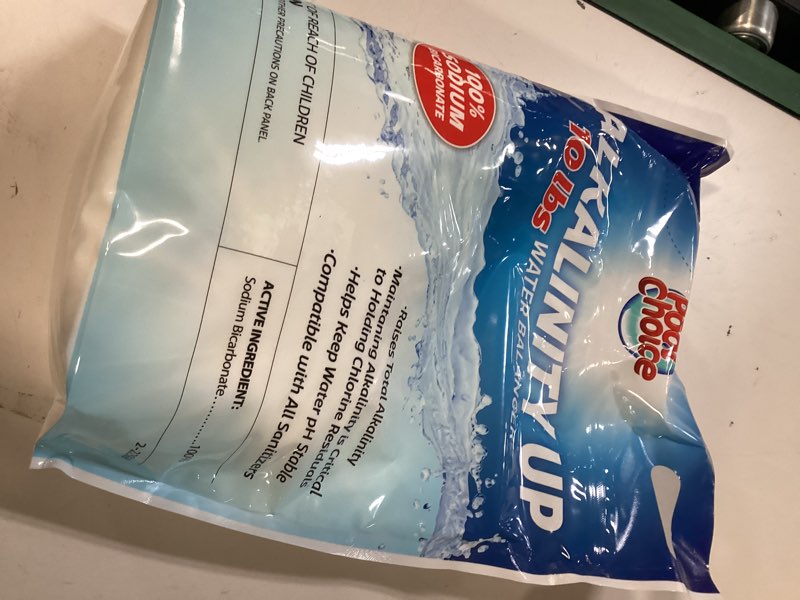 Pool Choice
ALKALINITY UP
10 lbs WATER BALANCER
100%
SODIUM
BICARBONATE
•Raises Total Alkalinity
•Maintaning Alkalinity is Critical
to Holding Chlorine Residuals
•Helps Keep Water pH Stable
•Compatible with All Sanitizers
OF REACH OF CHILDREN
PRECAUTIONS ON BACK PANEL
ACTIVE INGREDIENT:
Sodium Bicarbonate